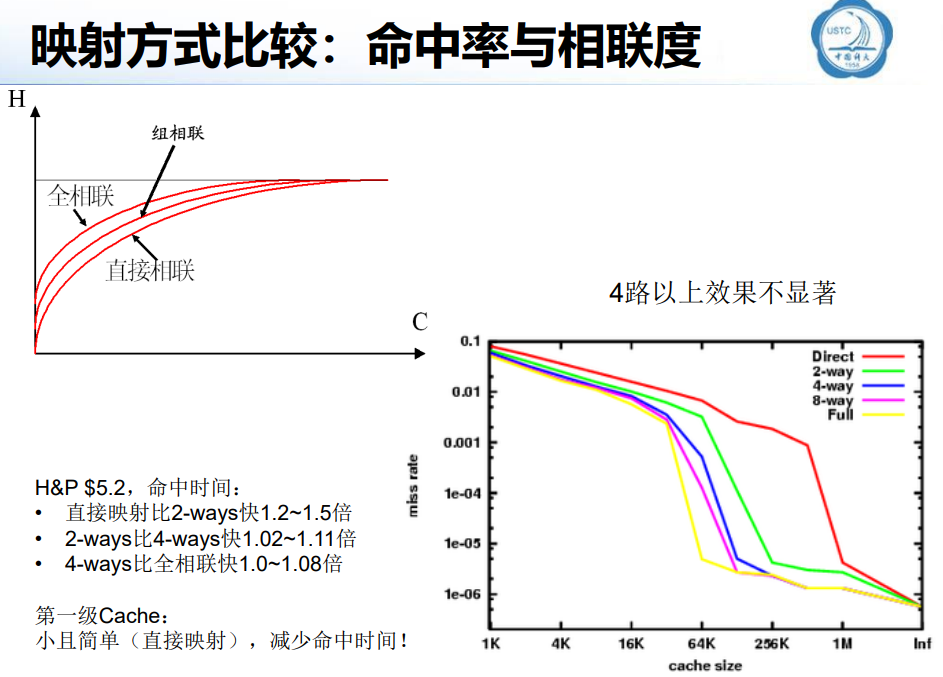 映射方式比较：命中率与相联度
USTC
中国科大
1958
H
组相联
全相联
直接相联
C
4路以上效果不显著
0.1
0.01
0.001
1e-04
1e-05
1e-06
miss rate
Direct
2-way
4-way
8-way
Full
1K 4K 16K 64K 256K 1M Inf
cache size
H&P $5.2，命中时间：
• 直接映射比2-ways快1.2~1.5倍
• 2-ways比4-ways快1.02~1.11倍
• 4-ways比全相联快1.0~1.08倍
第一级Cache：
小且简单（直接映射），减少命中时间！